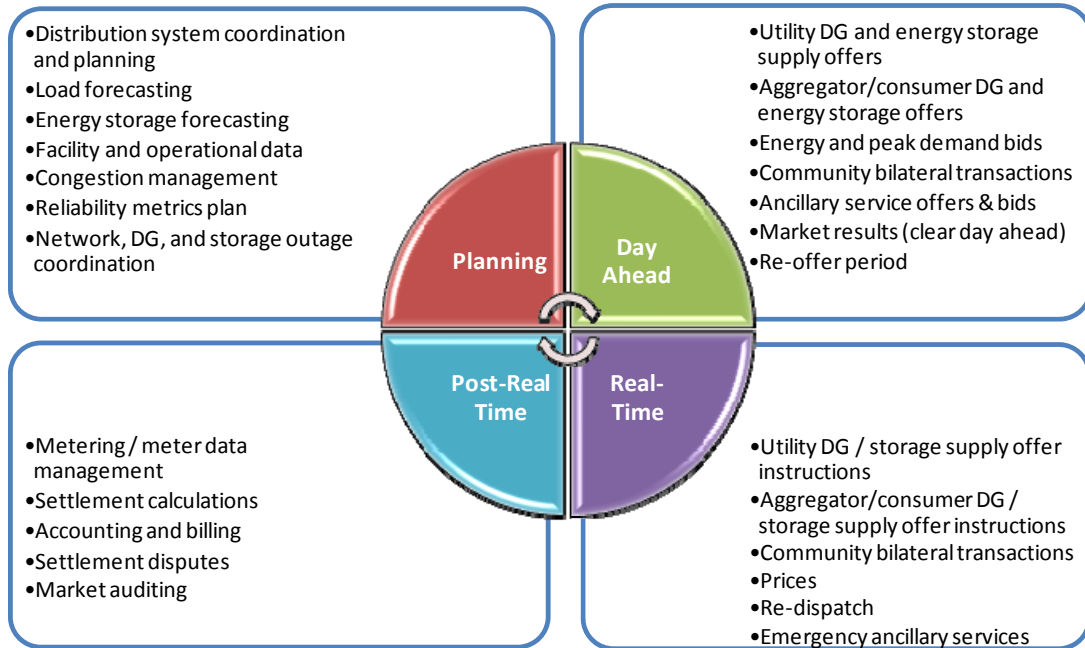 •Distribution system coordination
and planning
•Load forecasting
•Energy storage forecasting
•Facility and operational data
•Congestion management
•Reliability metrics plan
•Network, DG, and storage outage
coordination
•Utility DG and energy storage
supply offers
•Aggregator/consumer DG and
energy storage offers
•Energy and peak demand bids
•Community bilateral transactions
•Ancillary service offers & bids
•Market results (clear day ahead)
•Re-offer period
Planning
Day
Ahead
Post-Real
Time
Real-
Time
•Metering / meter data
management
•Settlement calculations
•Accounting and billing
•Settlement disputes
•Market auditing
•Utility DG / storage supply offer
instructions
•Aggregator/consumer DG /
storage supply offer instructions
•Community bilateral transactions
•Prices
•Re-dispatch
•Emergency ancillary services